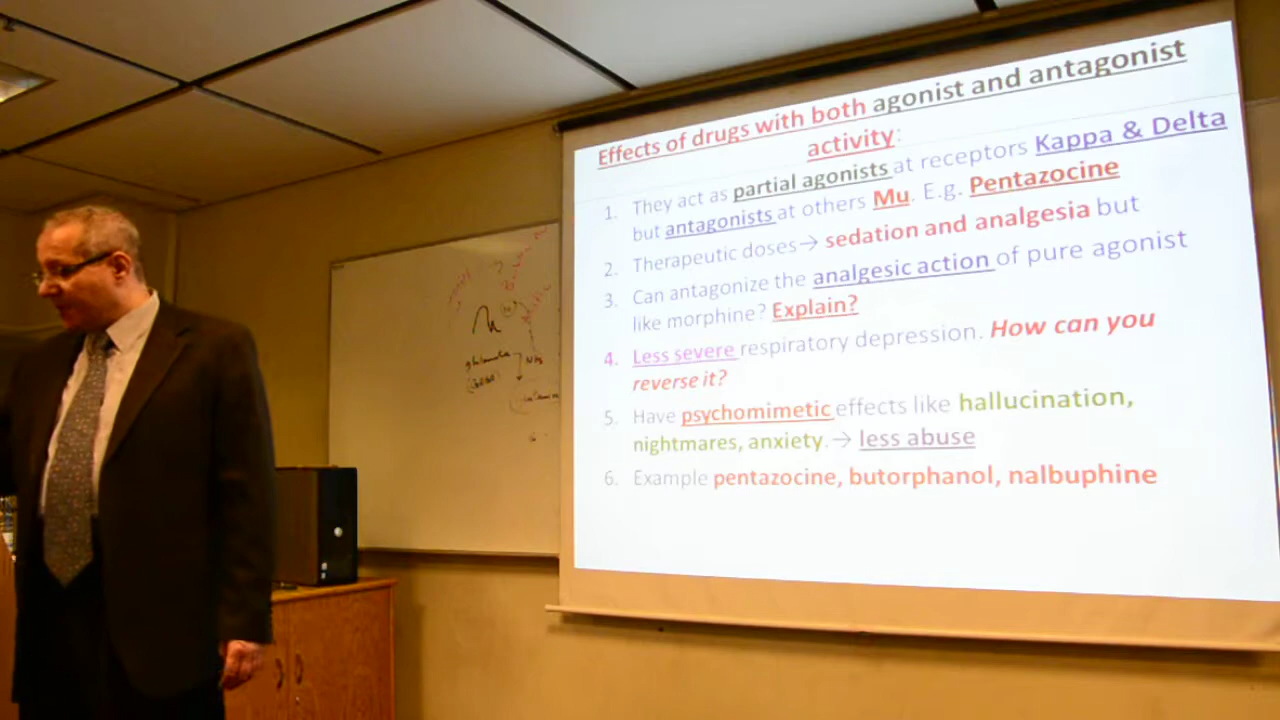 Effects of drugs with both agonist and antagonist
activity:
1. They act as partial agonists at receptors Kappa & Delta
but antagonists at others Mu. E.g. Pentazocine
2. Therapeutic doses→ sedation and analgesia but
3. Can antagonize the analgesic action of pure agonist
like morphine? Explain?
4. Less severe respiratory depression. How can you
reverse it?
5. Have psychomimetic effects like hallucination,
nightmares, anxiety.→ less abuse
6. Example pentazocine, butorphanol, nalbuphine